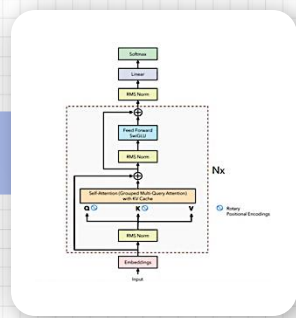 Softmax
Linear
RMS Norm
Feed Forward
SwiGLU
RMS Norm
Nx
Self-Attention (Grouped Multi-Query Attention)
with KV Cache
Q K V
Rotary
Positional Encodings
RMS Norm
Embeddings
Input